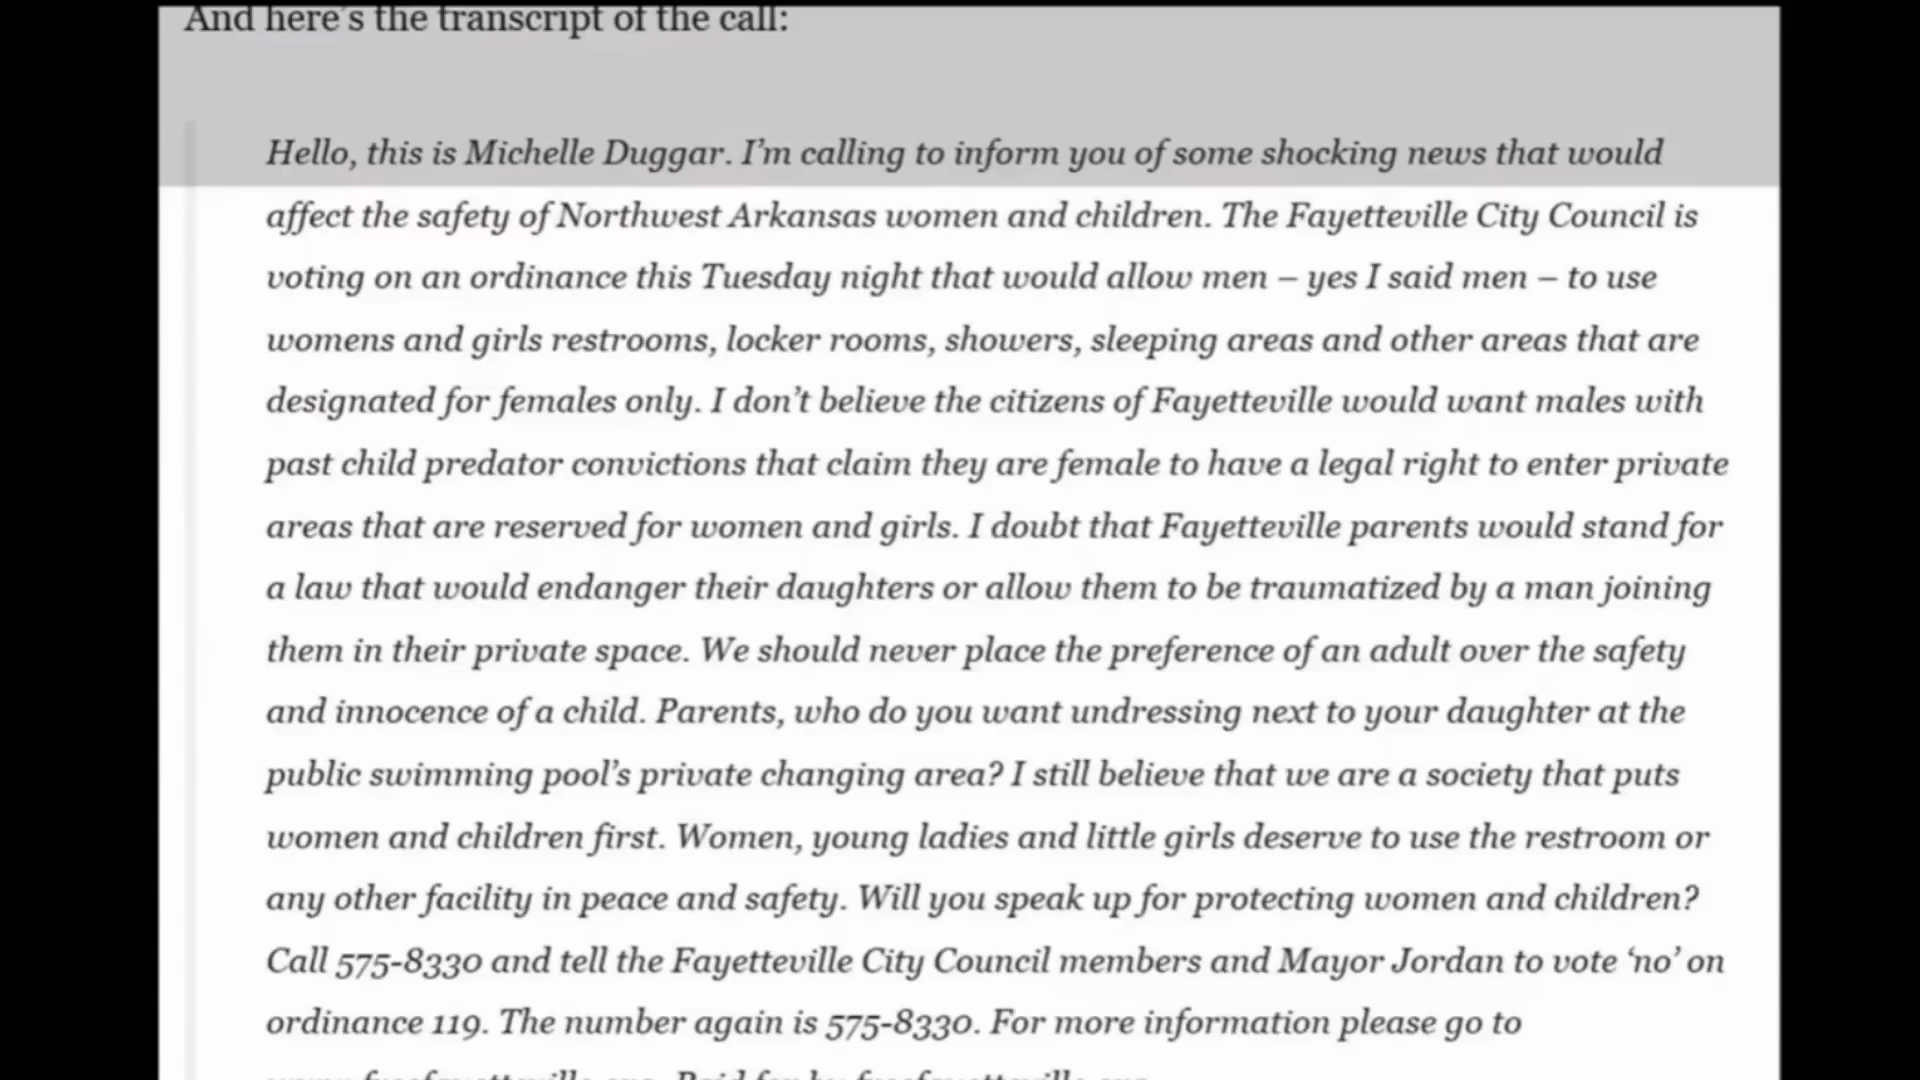 And here's the transcript of the call:
Hello, this is Michelle Duggar. I'm calling to inform you of some shocking news that would
affect the safety of Northwest Arkansas women and children. The Fayetteville City Council is
voting on an ordinance this Tuesday night that would allow men – yes I said men – to use
womens and girls restrooms, locker rooms, showers, sleeping areas and other areas that are
designated for females only. I don't believe the citizens of Fayetteville would want males with
past child predator convictions that claim they are female to have a legal right to enter private
areas that are reserved for women and girls. I doubt that Fayetteville parents would stand for
a law that would endanger their daughters or allow them to be traumatized by a man joining
them in their private space. We should never place the preference of an adult over the safety
and innocence of a child. Parents, who do you want undressing next to your daughter at the
public swimming pool's private changing area? I still believe that we are a society that puts
women and children first. Women, young ladies and little girls deserve to use the restroom or
any other facility in peace and safety. Will you speak up for protecting women and children?
Call 575-8330 and tell the Fayetteville City Council members and Mayor Jordan to vote 'no' on
ordinance 119. The number again is 575-8330. For more information please go to